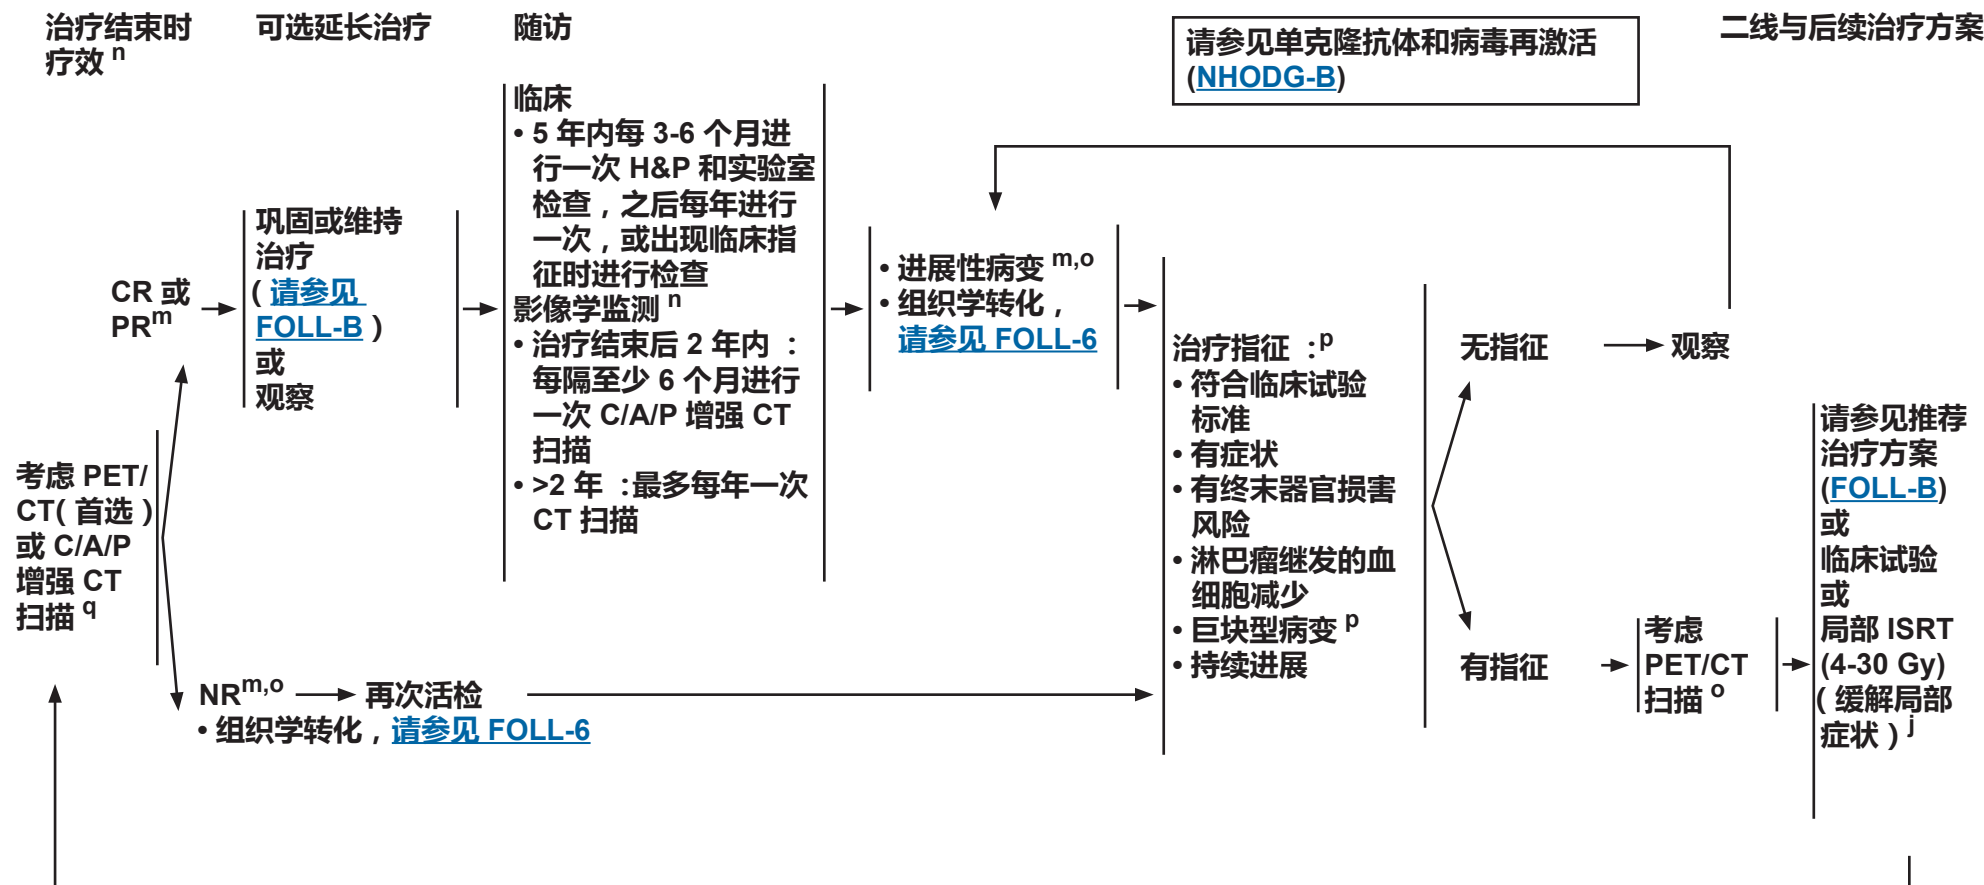 治疗结束时
疗效 n
可选延长治疗
随访
请参见单克隆抗体和病毒再激活
(NHODG-B)
二线与后续治疗方案
考虑 PET/
CT( 首选 )
或 C/A/P
增强 CT
扫描 q
CR 或
PRm
巩固或维持
治疗
( 请参见
FOLL-B )
或
观察
临床
• 5 年内每 3-6 个月进
行一次 H&P 和实验室
检查，之后每年进行
一次，或出现临床指
征时进行检查
影像学监测 n
• 治疗结束后 2 年内 ：
每隔至少 6 个月进行
一次 C/A/P 增强 CT
扫描
• >2 年 ：最多每年一次
CT 扫描
• 进展性病变 m,o
• 组织学转化，
请参见 FOLL-6
NRm,o
再次活检
• 组织学转化，请参见 FOLL-6
治疗指征 ：p
• 符合临床试验
标准
• 有症状
• 有终末器官损害
风险
• 淋巴瘤继发的血
细胞减少
• 巨块型病变 p
• 持续进展
无指征
观察
有指征
考虑
PET/CT
扫描 o
请参见推荐
治疗方案
(FOLL-B)
或
临床试验
或
局部 ISRT
(4-30 Gy)
( 缓解局部
症状 ) j